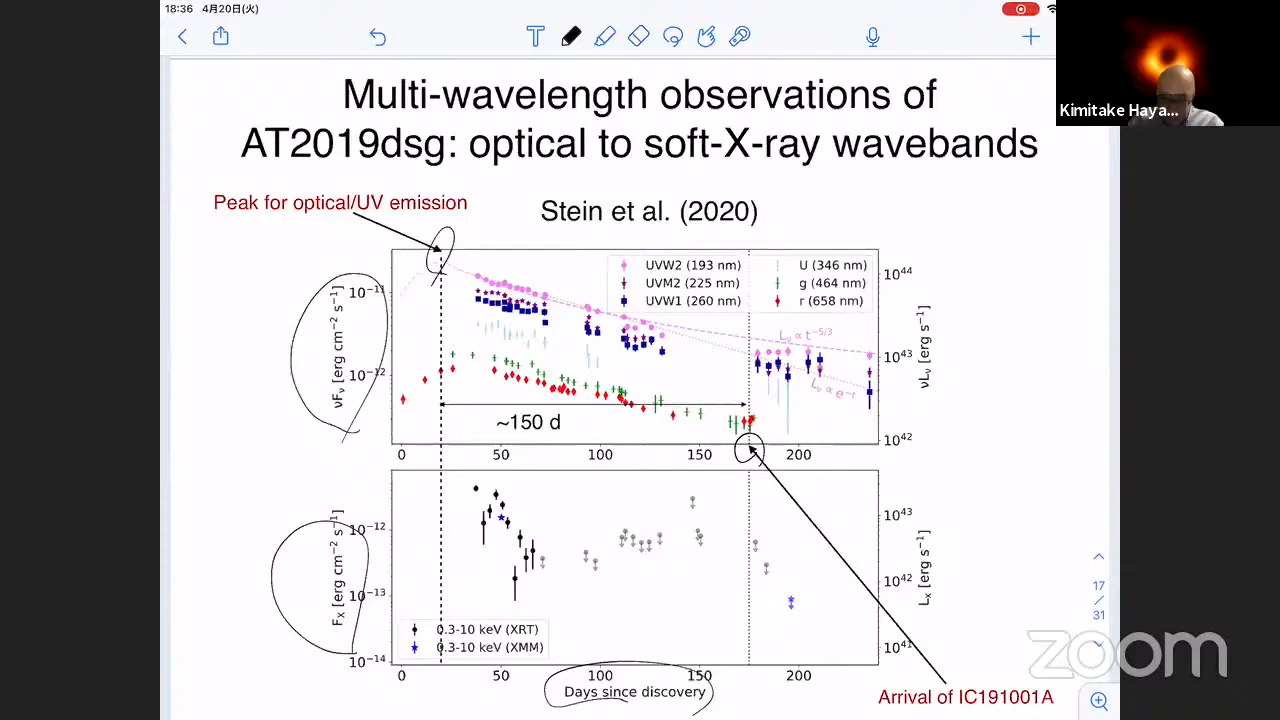 18:36 4月20日(火)
Kimitake Haya...
Multi-wavelength observations of
AT2019dsg: optical to soft-X-ray wavebands
Peak for optical/UV emission
Stein et al. (2020)
UVW2 (193 nm)
UVM2 (225 nm)
UVW1 (260 nm)
U (346 nm)
g (464 nm)
r (658 nm)
10⁻¹¹
10⁻¹²
νFν [erg cm⁻² s⁻¹]
10⁴⁴
10⁴³
10⁴²
νLν [erg s⁻¹]
Lν ∝ t⁻⁵ᐟ³
Lν ∝ e⁻ᵗ
~150 d
0 50 100 150 200
10⁻¹²
10⁻¹³
10⁻¹⁴
Fx [erg cm⁻² s⁻¹]
10⁴³
10⁴²
10⁴¹
Lx [erg s⁻¹]
0.3-10 keV (XRT)
0.3-10 keV (XMM)
0 50 100 150 200
Days since discovery
Arrival of IC191001A
17
/
31
zoom